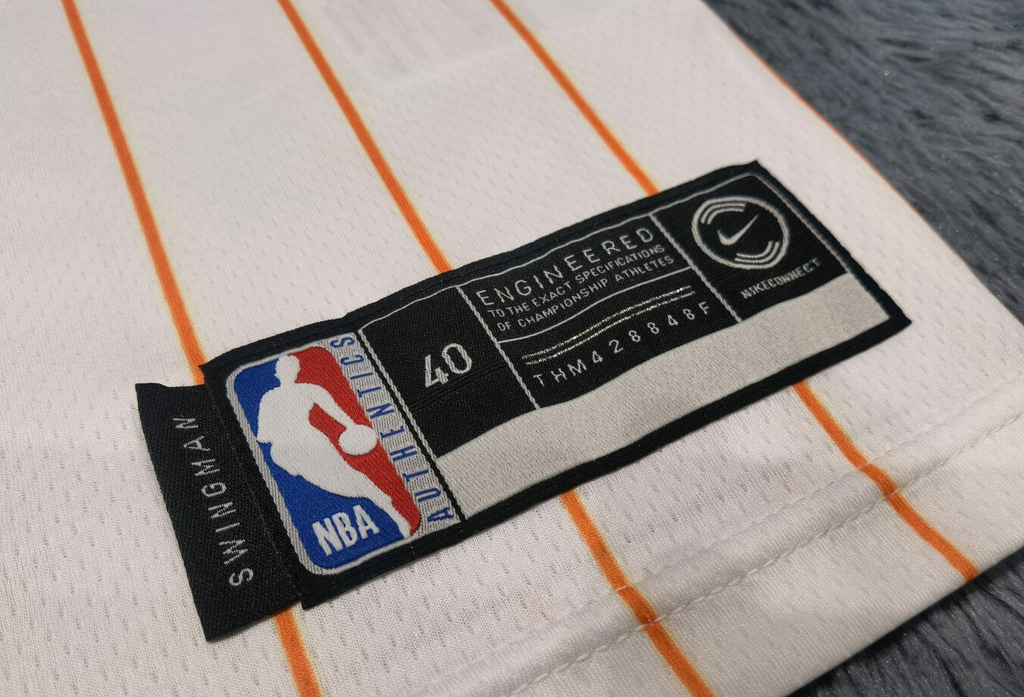 SWINGMAN
NBA
AUTHENTICS
40
ENGINEERED
TO THE EXACT SPECIFICATIONS
OF CHAMPIONSHIP ATHLETES
THM428848F
NIKECONNECT